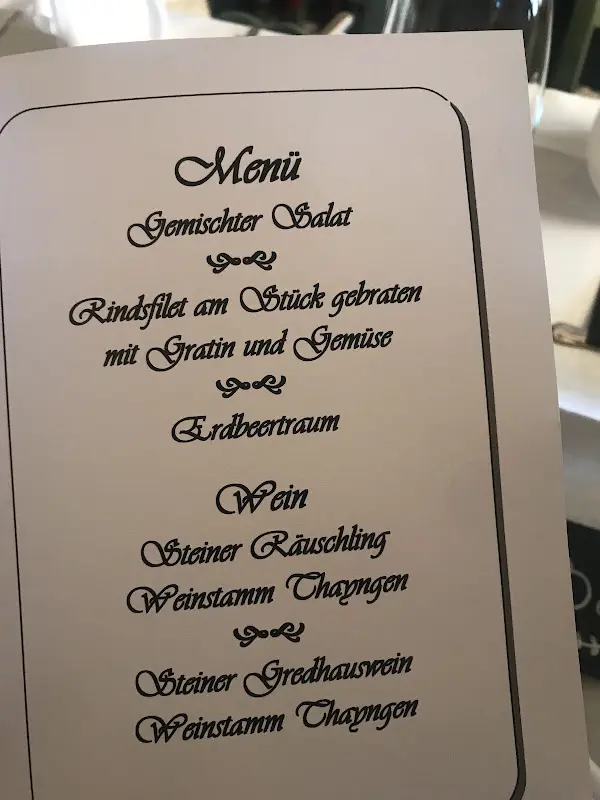 Menü
Gemischter Salat
Rindsfilet am Stück gebraten
mit Gratin und Gemüse
Erdbeertraum
Wein
Steiner Räuschling
Weinstamm Thayngen
Steiner Gredhauswein
Weinstamm Thayngen